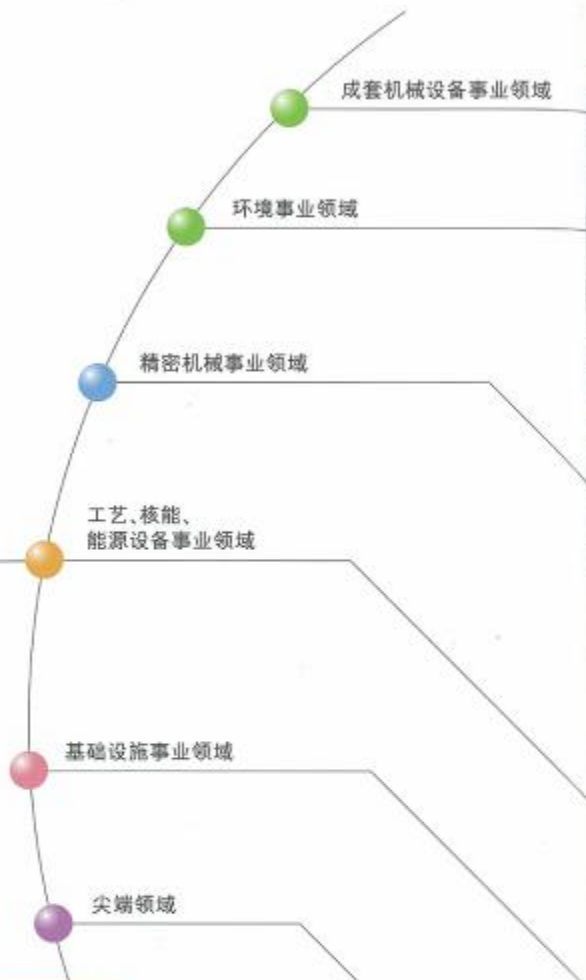 成套机械设备事业领域
环境事业领域
精密机械事业领域
工艺、核能、
能源设备事业领域
基础设施事业领域
尖端领域